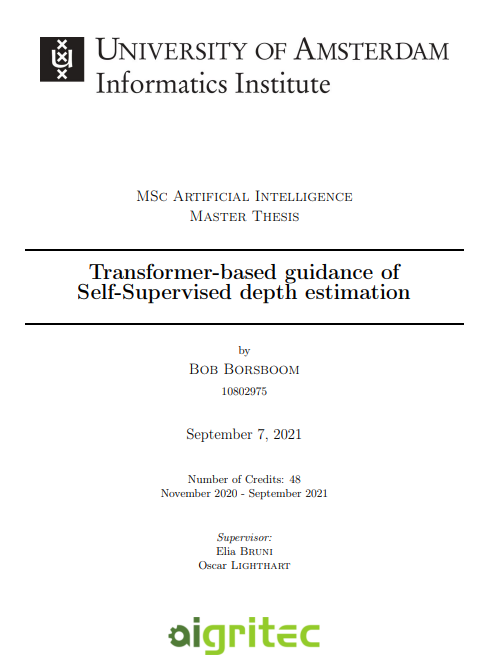 UNIVERSITY OF AMSTERDAM
Informatics Institute
MSC ARTIFICIAL INTELLIGENCE
MASTER THESIS
Transformer-based guidance of
Self-Supervised depth estimation
by
BOB BORSBOOM
10802975
September 7, 2021
Number of Credits: 48
November 2020 - September 2021
Supervisor:
Elia BRUNI
Oscar LIGTHART
aigritec